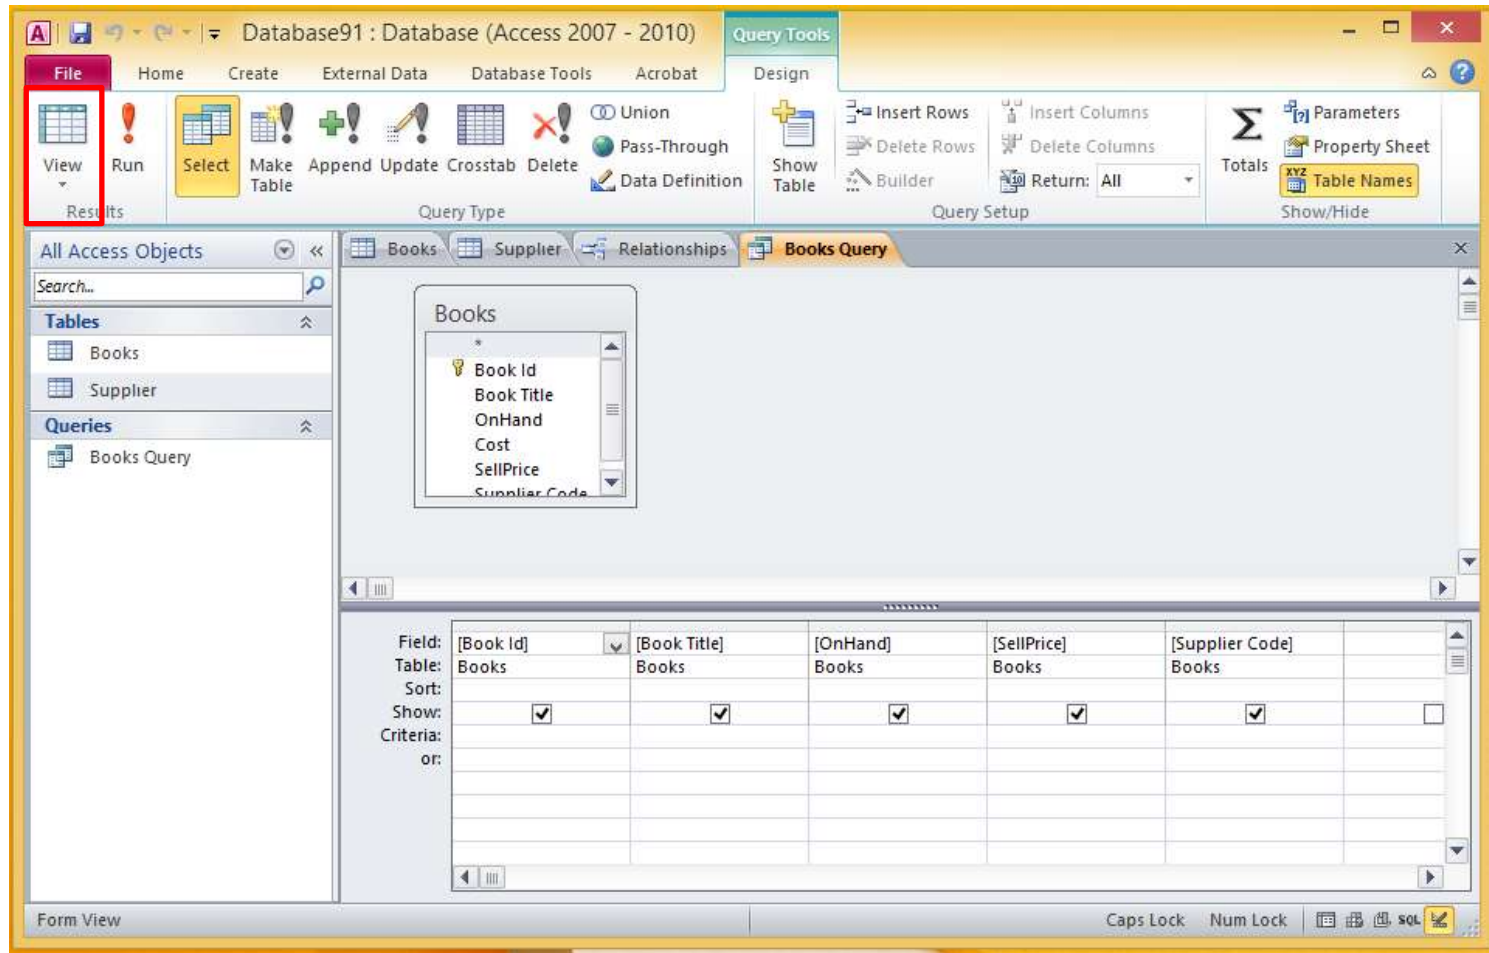 A Database91 : Database (Access 2007 - 2010) Query Tools
File Home Create External Data Database Tools Acrobat Design
View Run Select Make Table Append Update Crosstab Delete
Union
Pass-Through
Data Definition
Show Table
Insert Rows
Delete Rows
Builder
Insert Columns
Delete Columns
Return: All
Totals
Parameters
Property Sheet
Table Names
Results Query Type Query Setup Show/Hide
All Access Objects
Search...
Tables
Books
Supplier
Queries
Books Query
Books Supplier Relationships Books Query
Books
*
Book Id
Book Title
OnHand
Cost
SellPrice
Supplier Code
Field: [Book Id] [Book Title] [OnHand] [SellPrice] [Supplier Code]
Table: Books Books Books Books Books
Sort:
Show:
Criteria:
or:
Form View Caps Lock Num Lock SQL